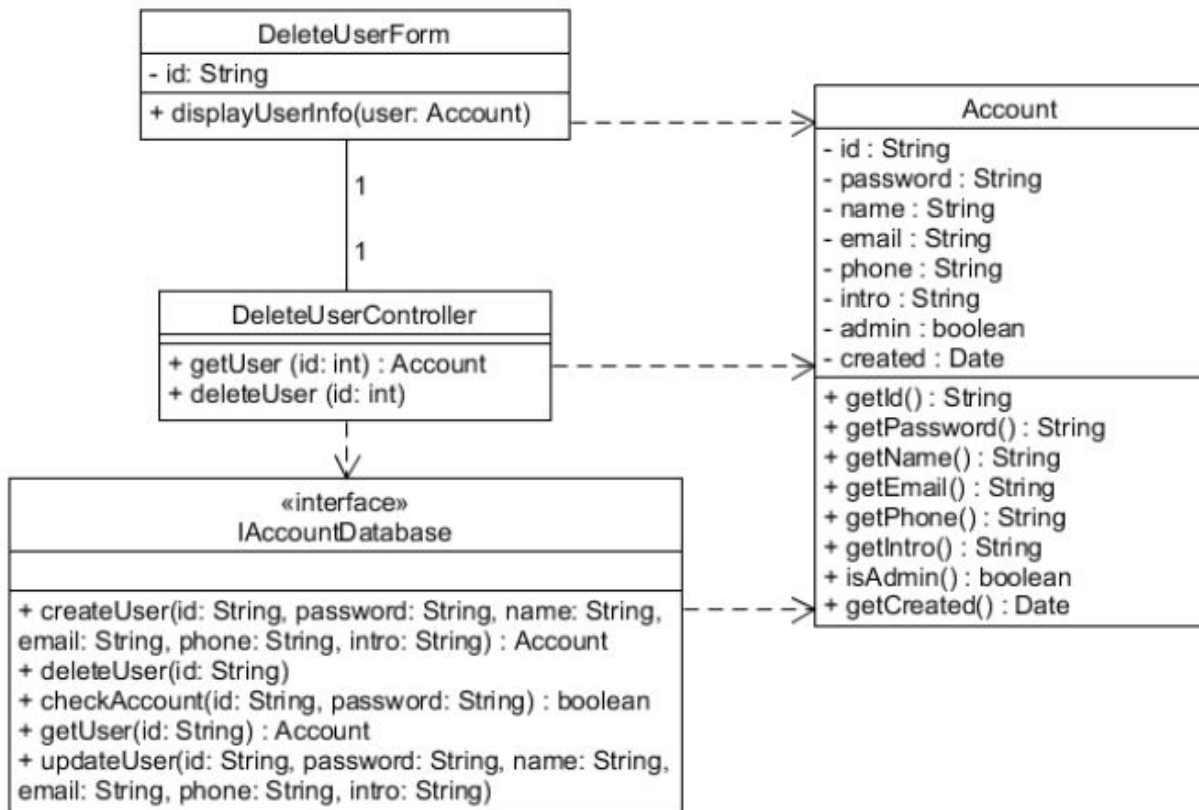 DeleteUserForm
- id: String
+ displayUserInfo(user: Account)
1
1
DeleteUserController
+ getUser (id: int) : Account
+ deleteUser (id: int)
«interface»
IAccountDatabase
+ createUser(id: String, password: String, name: String,
email: String, phone: String, intro: String) : Account
+ deleteUser(id: String)
+ checkAccount(id: String, password: String) : boolean
+ getUser(id: String) : Account
+ updateUser(id: String, password: String, name: String,
email: String, phone: String, intro: String)
Account
- id : String
- password : String
- name : String
- email : String
- phone : String
- intro : String
- admin : boolean
- created : Date
+ getId() : String
+ getPassword() : String
+ getName() : String
+ getEmail() : String
+ getPhone() : String
+ getIntro() : String
+ isAdmin() : boolean
+ getCreated() : Date